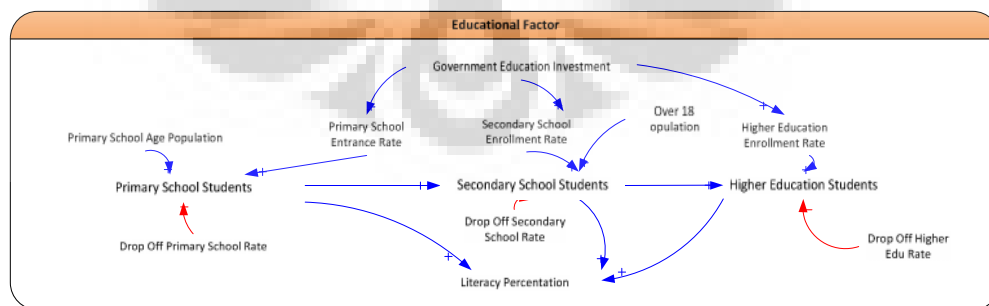 Educational Factor
Government Education Investment
Primary School Age Population
Primary School
Entrance Rate
Secondary School
Enrollment Rate
Over 18
opulation
Higher Education
Enrollment Rate
Primary School Students
Secondary School Students
Higher Education Students
Drop Off Primary School Rate
Drop Off Secondary
School Rate
Drop Off Higher
Edu Rate
Literacy Percentation